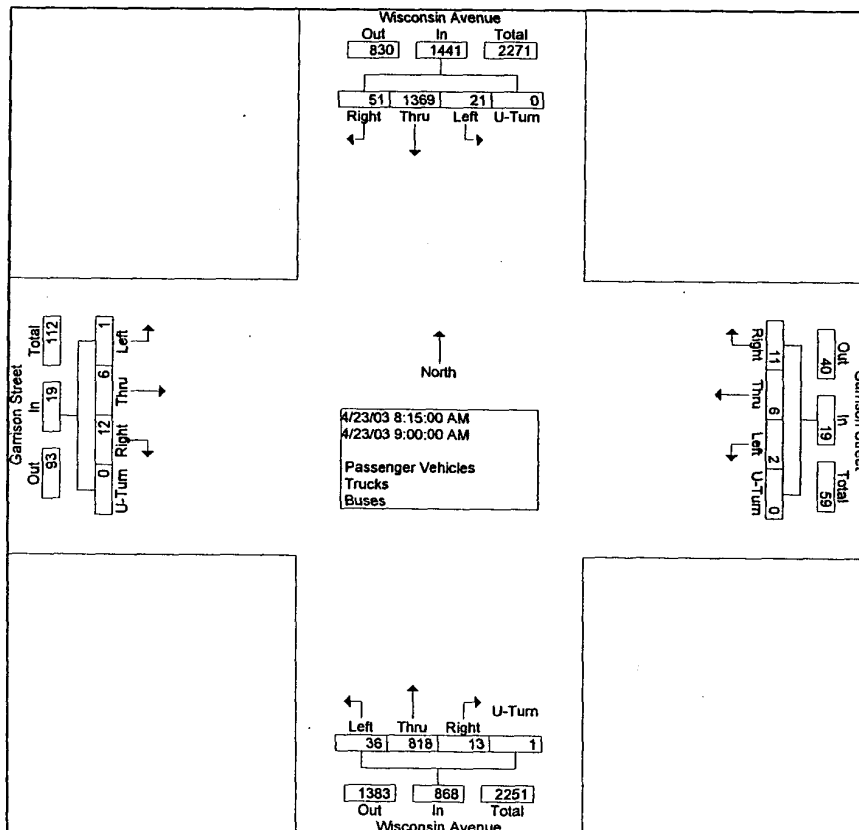 Wisconsin Avenue
Out In Total
830 1441 2271
51 1369 21 0
Right Thru Left U-Turn
Garrison Street
Total In Out
112 19 93
1 6 12 0
Left Thru Right U-Turn
North
4/23/03 8:15:00 AM
4/23/03 9:00:00 AM
Passenger Vehicles
Trucks
Buses
Right Thru Left U-Turn
11 6 2 0
40 19 59
Out In Total
Garrison Street
U-Turn
Left Thru Right
36 818 13 1
1383 868 2251
Out In Total
Wisconsin Avenue